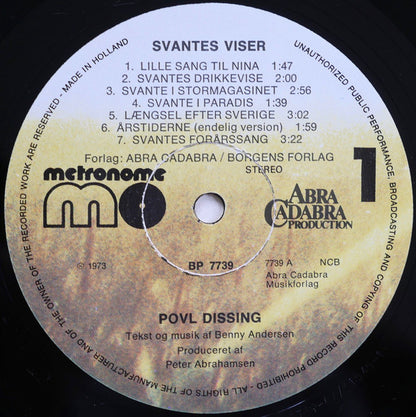 SVANTES VISER
1. LILLE SANG TIL NINA 1:47
2. SVANTES DRIKKEVISE 2:00
3. SVANTE I STORMAGASINET 2:56
4. SVANTE I PARADIS 1:39
5. LÆNGSEL EFTER SVERIGE 3:02
6. ÅRSTIDERNE (endelig version) 1:59
7. SVANTES FORÅRSSANG 3:22
Forlag: ABRA CADABRA / BORGENS FORLAG
STEREO
metronome
mo
ABRA
CADABRA
PRODUCTION
1
℗ 1973
BP 7739
7739 A
NCB
Abra Cadabra
Musikforlag
POVL DISSING
Tekst og musik af Benny Andersen
Produceret af
Peter Abrahamsen
UNAUTHORIZED PUBLIC PERFORMANCE, BROADCASTING AND COPYING OF THIS RECORD PROHIBITED - ALL RIGHTS OF THE MANUFACTURER AND OF THE OWNER OF THE RECORDED WORK ARE RESERVED - MADE IN HOLLAND